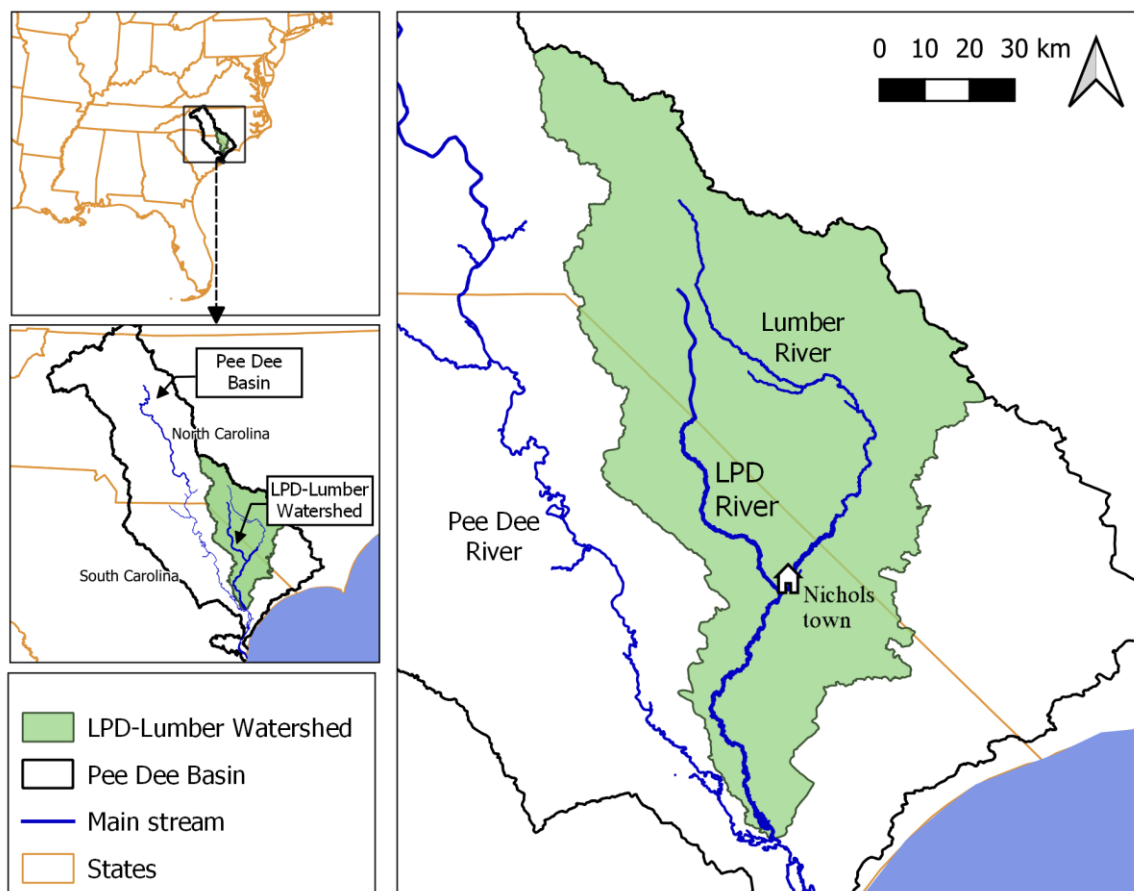 0 10 20 30 km
Lumber
River
LPD
River
Pee Dee
River
Nichols
town
Pee Dee
Basin
North Carolina
LPD-Lumber
Watershed
South Carolina
LPD-Lumber Watershed
Pee Dee Basin
Main stream
States